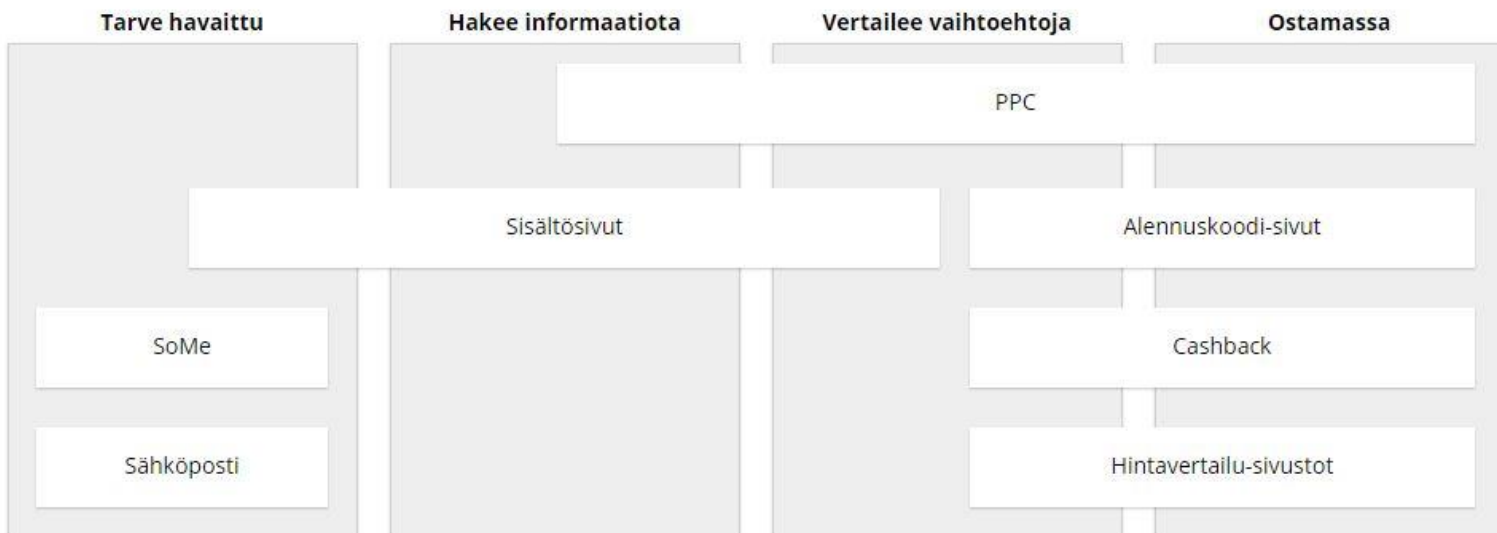 Tarve havaittu
Hakee informaatiota
Vertailee vaihtoehtoja
Ostamassa
PPC
Sisältösivut
Alennuskoodi-sivut
SoMe
Cashback
Sähköposti
Hintavertailu-sivustot